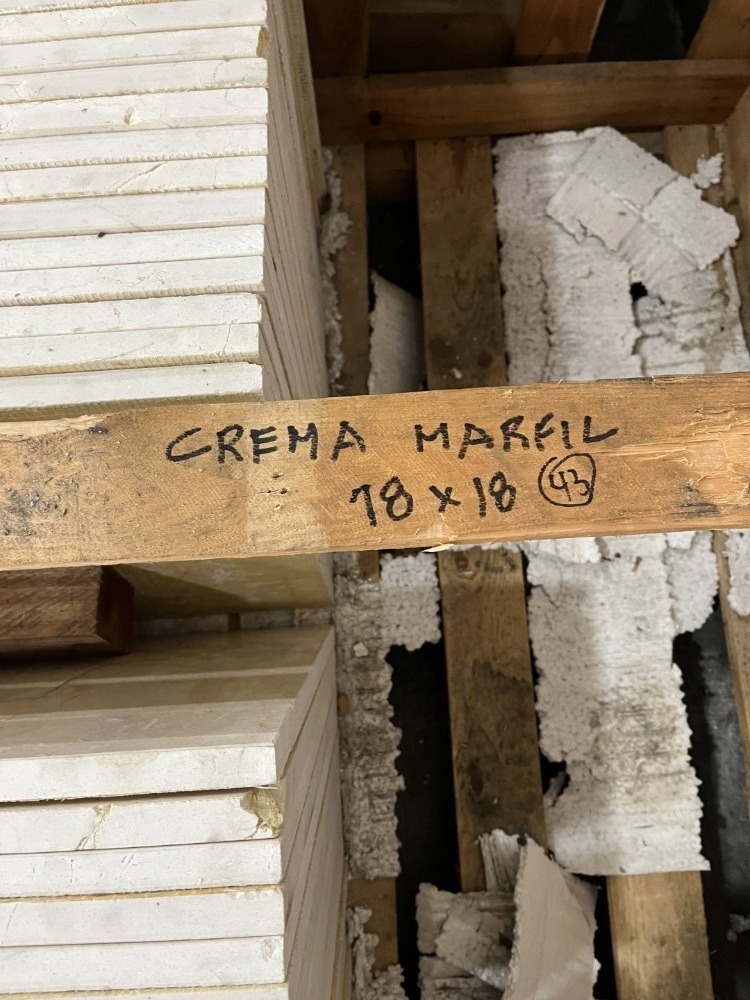 CREMA MARFIL
18 x 18 43